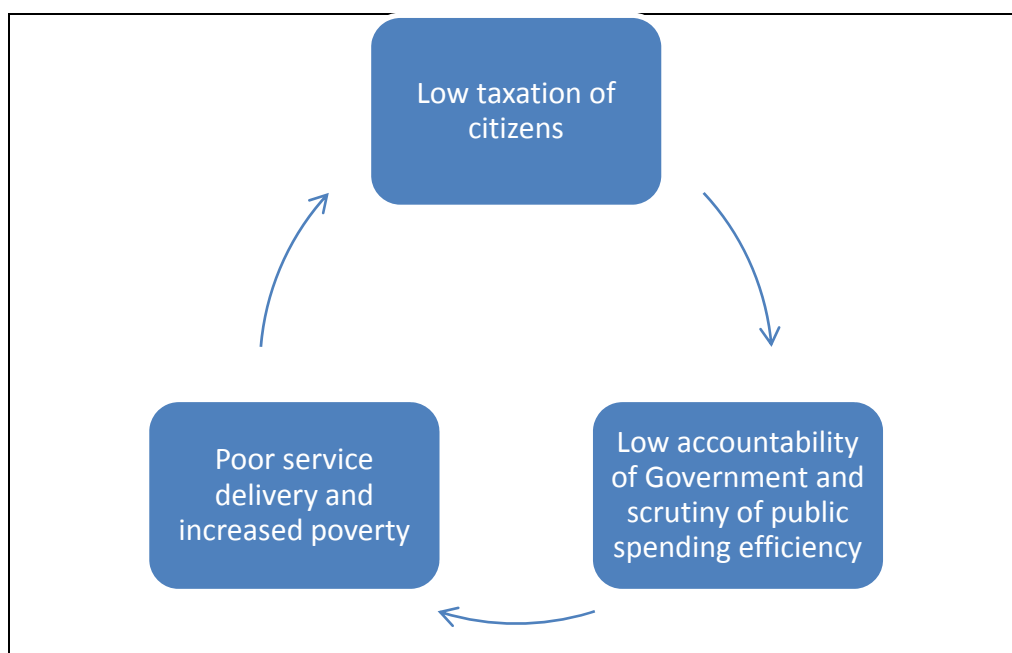 Low taxation of
citizens
Low accountability
of Government and
scrutiny of public
spending efficiency
Poor service
delivery and
increased poverty